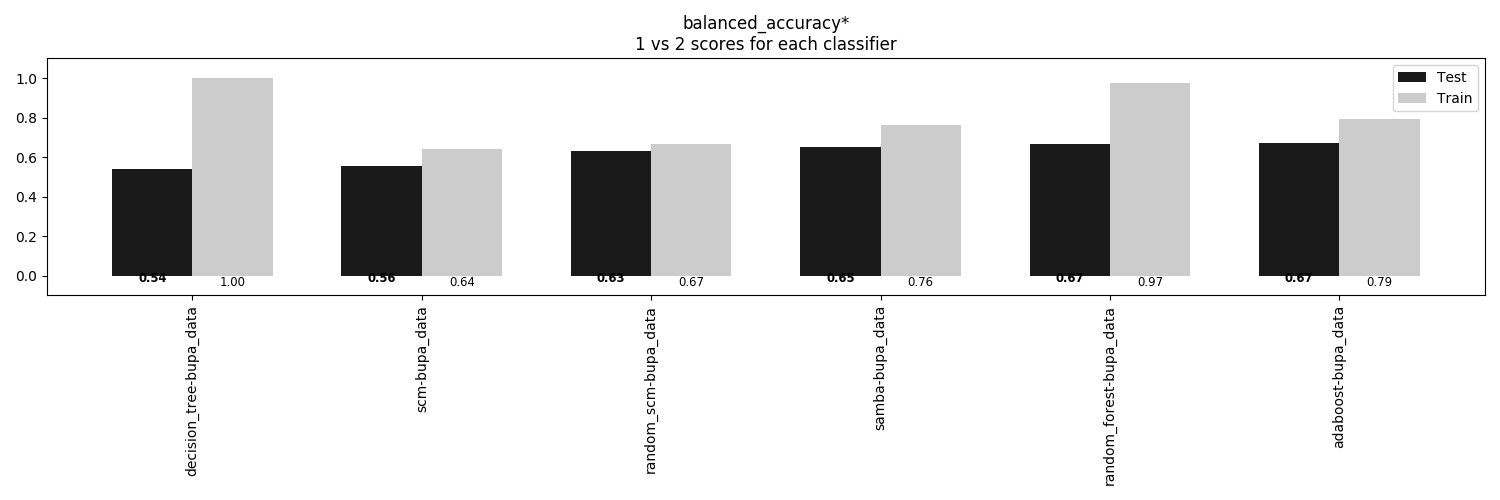 balanced_accuracy*
1 vs 2 scores for each classifier
Test
Train
1.0
0.8
0.6
0.4
0.2
0.0
0.54 1.00 0.56 0.64 0.63 0.67 0.65 0.76 0.67 0.97 0.67 0.79
decision_tree-bupa_data
scm-bupa_data
random_scm-bupa_data
samba-bupa_data
random_forest-bupa_data
adaboost-bupa_data